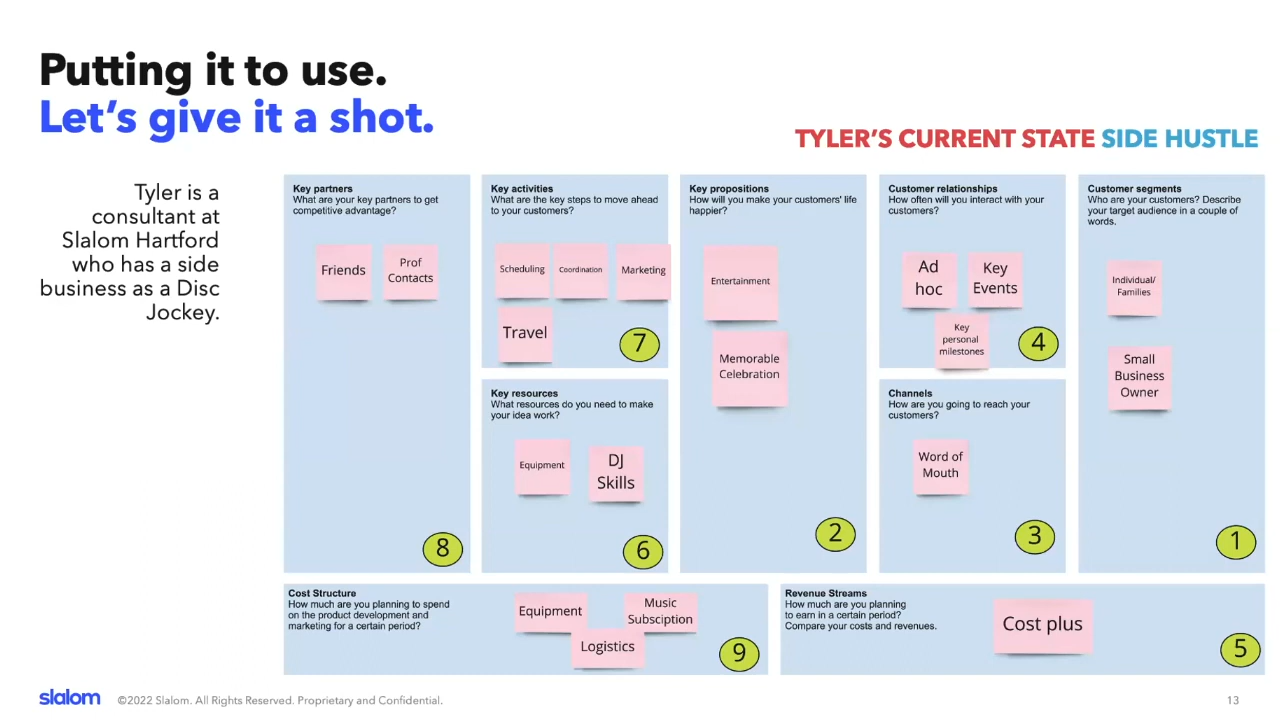 Putting it to use.
Let's give it a shot.
TYLER'S CURRENT STATE SIDE HUSTLE
Tyler is a
consultant at
Slalom Hartford
who has a side
business as a Disc
Jockey.
Key partners
What are your key partners to get
competitive advantage?
Friends
Prof
Contacts
8
Key activities
What are the key steps to move ahead
to your customers?
Scheduling
Coordination
Marketing
Travel
7
Key resources
What resources do you need to make
your idea work?
Equipment
DJ
Skills
6
Key propositions
How will you make your customers' life
happier?
Entertainment
Memorable
Celebration
2
Customer relationships
How often will you interact with your
customers?
Ad
hoc
Key
Events
Key
personal
milestones
4
Channels
How are you going to reach your
customers?
Word of
Mouth
3
Customer segments
Who are your customers? Describe
your target audience in a couple of
words.
Individual/
Families
Small
Business
Owner
1
Cost Structure
How much are you planning to spend
on the product development and
marketing for a certain period?
Equipment
Music
Subsciption
Logistics
9
Revenue Streams
How much are you planning
to earn in a certain period?
Compare your costs and revenues.
Cost plus
5
slalom
©2022 Slalom. All Rights Reserved. Proprietary and Confidential.
13